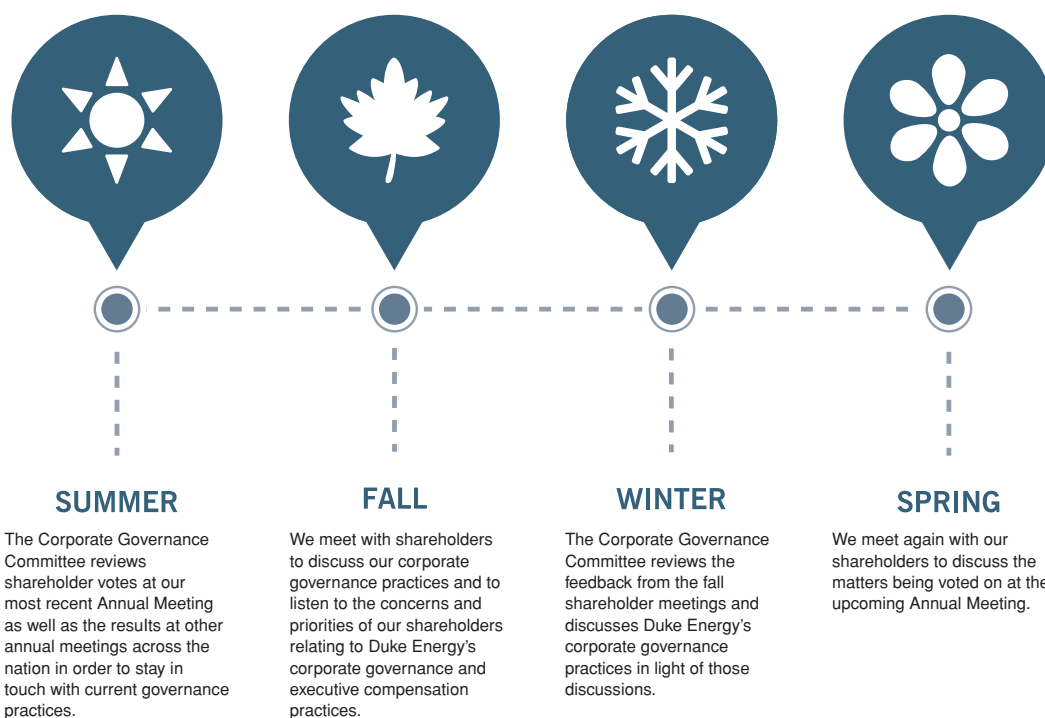 SUMMER
The Corporate Governance
Committee reviews
shareholder votes at our
most recent Annual Meeting
as well as the results at other
annual meetings across the
nation in order to stay in
touch with current governance
practices.
FALL
We meet with shareholders
to discuss our corporate
governance practices and to
listen to the concerns and
priorities of our shareholders
relating to Duke Energy’s
corporate governance and
executive compensation
practices.
WINTER
The Corporate Governance
Committee reviews the
feedback from the fall
shareholder meetings and
discusses Duke Energy’s
corporate governance
practices in light of those
discussions.
SPRING
We meet again with our
shareholders to discuss the
matters being voted on at the
upcoming Annual Meeting.